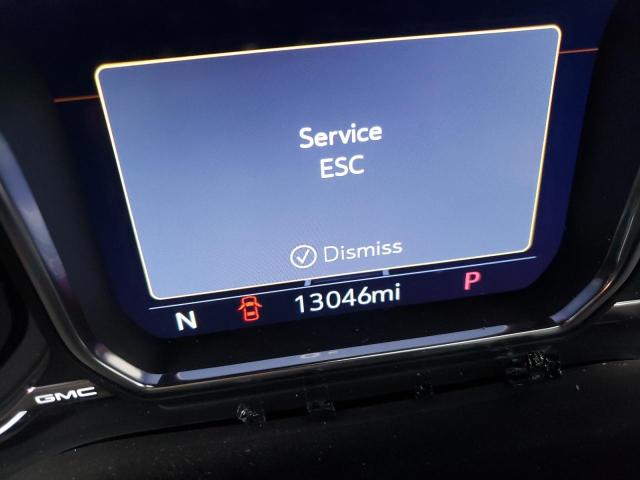 Service
ESC
Dismiss
N 13046mi P
GMC